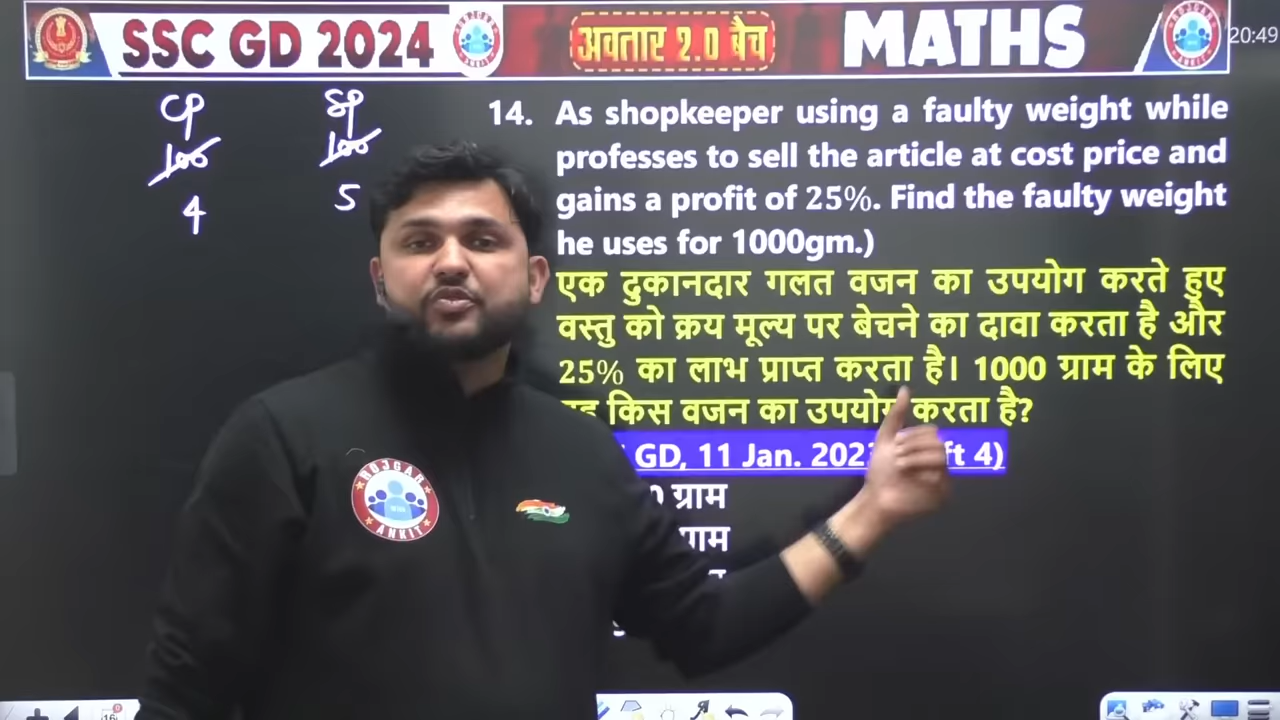 SSC GD 2024
अवतार 2.0 बैच
MATHS
20:49
CP SP
100 100
4 5
14. As shopkeeper using a faulty weight while
professes to sell the article at cost price and
gains a profit of 25%. Find the faulty weight
he uses for 1000gm.)
एक दुकानदार गलत वजन का उपयोग करते हुए
वस्तु को क्रय मूल्य पर बेचने का दावा करता है और
25% का लाभ प्राप्त करता है। 1000 ग्राम के लिए
किस वजन का उपयोग करता है?
GD, 11 Jan. 4)
ग्राम
ROJGAR
ANKIT